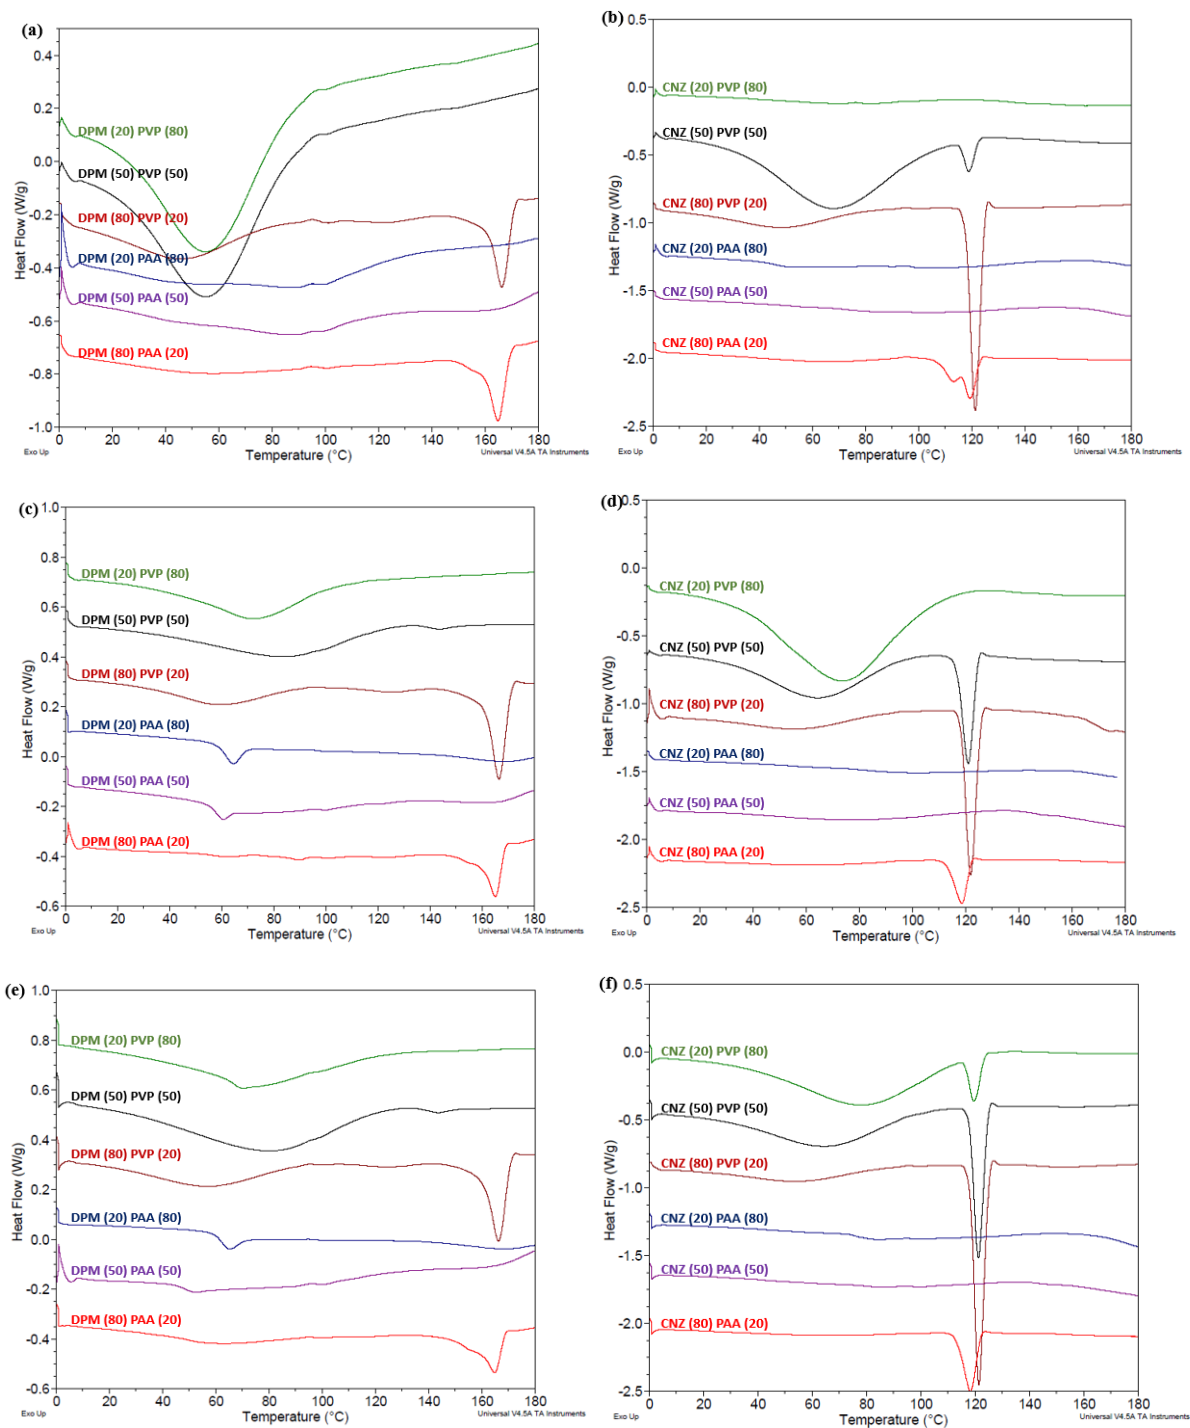 (a)
0.4
0.2
0.0
-0.2
-0.4
-0.6
-0.8
-1.0
Heat Flow (W/g)
DPM (20) PVP (80)
DPM (50) PVP (50)
DPM (80) PVP (20)
DPM (20) PAA (80)
DPM (50) PAA (50)
DPM (80) PAA (20)
0 20 40 60 80 100 120 140 160 180
Exo Up
Temperature (°C)
Universal V4.5A TA Instruments
(b)
0.5
0.0
-0.5
-1.0
-1.5
-2.0
-2.5
Heat Flow (W/g)
CNZ (20) PVP (80)
CNZ (50) PVP (50)
CNZ (80) PVP (20)
CNZ (20) PAA (80)
CNZ (50) PAA (50)
CNZ (80) PAA (20)
0 20 40 60 80 100 120 140 160 180
Exo Up
Temperature (°C)
Universal V4.5A TA Instruments
(c)
1.0
0.8
0.6
0.4
0.2
0.0
-0.2
-0.4
-0.6
Heat Flow (W/g)
DPM (20) PVP (80)
DPM (50) PVP (50)
DPM (80) PVP (20)
DPM (20) PAA (80)
DPM (50) PAA (50)
DPM (80) PAA (20)
0 20 40 60 80 100 120 140 160 180
Exo Up
Temperature (°C)
Universal V4.5A TA Instruments
(d)
0.5
0.0
-0.5
-1.0
-1.5
-2.0
-2.5
Heat Flow (W/g)
CNZ (20) PVP (80)
CNZ (50) PVP (50)
CNZ (80) PVP (20)
CNZ (20) PAA (80)
CNZ (50) PAA (50)
CNZ (80) PAA (20)
0 20 40 60 80 100 120 140 160 180
Exo Up
Temperature (°C)
Universal V4.5A TA Instruments
(e)
1.0
0.8
0.6
0.4
0.2
0.0
-0.2
-0.4
-0.6
Heat Flow (W/g)
DPM (20) PVP (80)
DPM (50) PVP (50)
DPM (80) PVP (20)
DPM (20) PAA (80)
DPM (50) PAA (50)
DPM (80) PAA (20)
0 20 40 60 80 100 120 140 160 180
Exo Up
Temperature (°C)
Universal V4.5A TA Instruments
(f)
0.5
0.0
-0.5
-1.0
-1.5
-2.0
-2.5
Heat Flow (W/g)
CNZ (20) PVP (80)
CNZ (50) PVP (50)
CNZ (80) PVP (20)
CNZ (20) PAA (80)
CNZ (50) PAA (50)
CNZ (80) PAA (20)
0 20 40 60 80 100 120 140 160 180
Exo Up
Temperature (°C)
Universal V4.5A TA Instruments